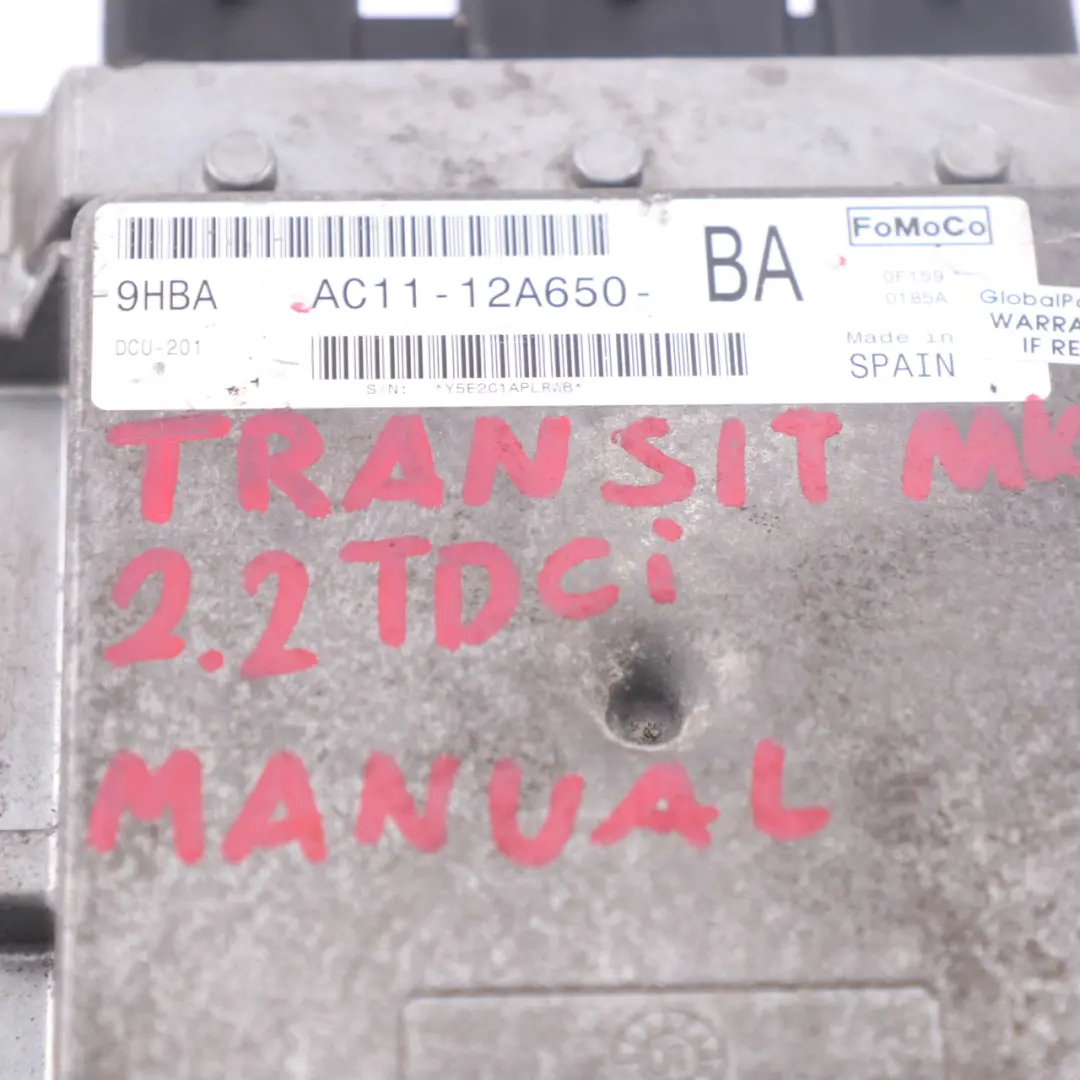 FoMoCo
9HBA AC11-12A650- BA
0F159
0185A
DCU-201
Made in
SPAIN
S/N: *Y5E2C1APLRWB*
GlobalPa
WARRA
IF RE
TRANSIT MK
2.2 TDCi
MANUAL